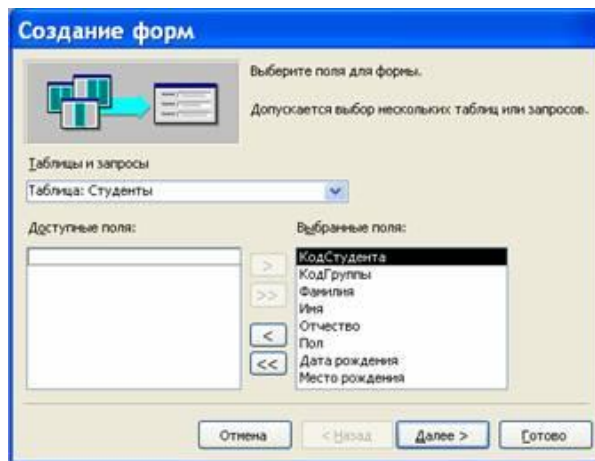 Создание форм
Выберите поля для формы.
Допускается выбор нескольких таблиц или запросов.
Таблицы и запросы
Таблица: Студенты
Доступные поля:
Выбранные поля:
>
>>
<
<<
КодСтудента
КодГруппы
Фамилия
Имя
Отчество
Пол
Дата рождения
Место рождения
Отмена
< Назад
Далее >
Готово